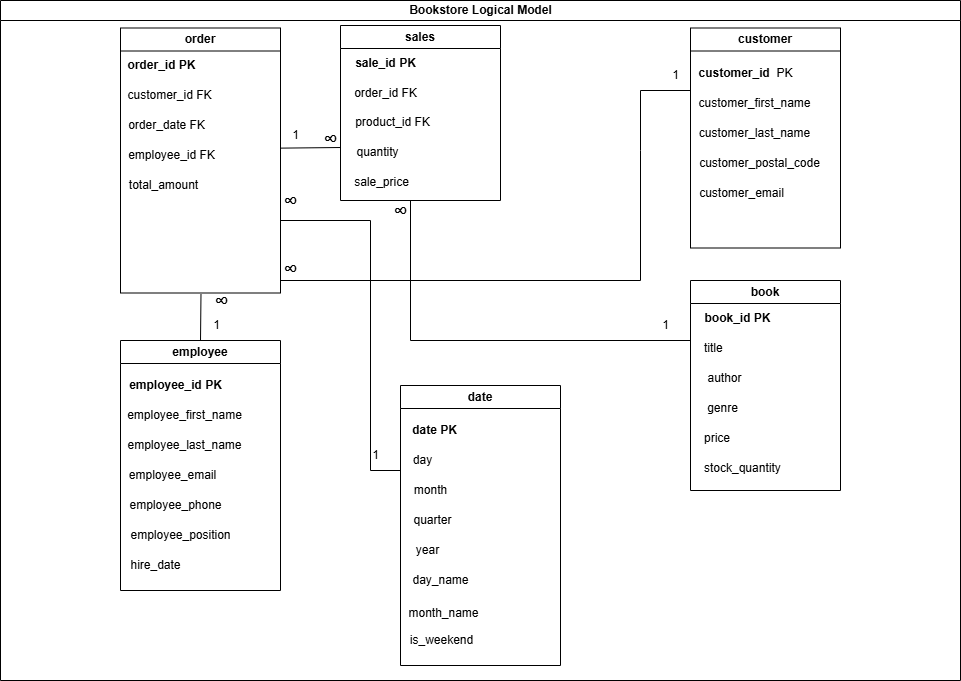 Bookstore Logical Model
order
order_id PK
customer_id FK
order_date FK
employee_id FK
total_amount
sales
sale_id PK
order_id FK
product_id FK
quantity
sale_price
customer
customer_id PK
customer_first_name
customer_last_name
customer_postal_code
customer_email
1
∞
1
∞
∞
∞
∞
1
1
employee
employee_id PK
employee_first_name
employee_last_name
employee_email
employee_phone
employee_position
hire_date
date
date PK
day
month
quarter
year
day_name
month_name
is_weekend
1
book
book_id PK
title
author
genre
price
stock_quantity